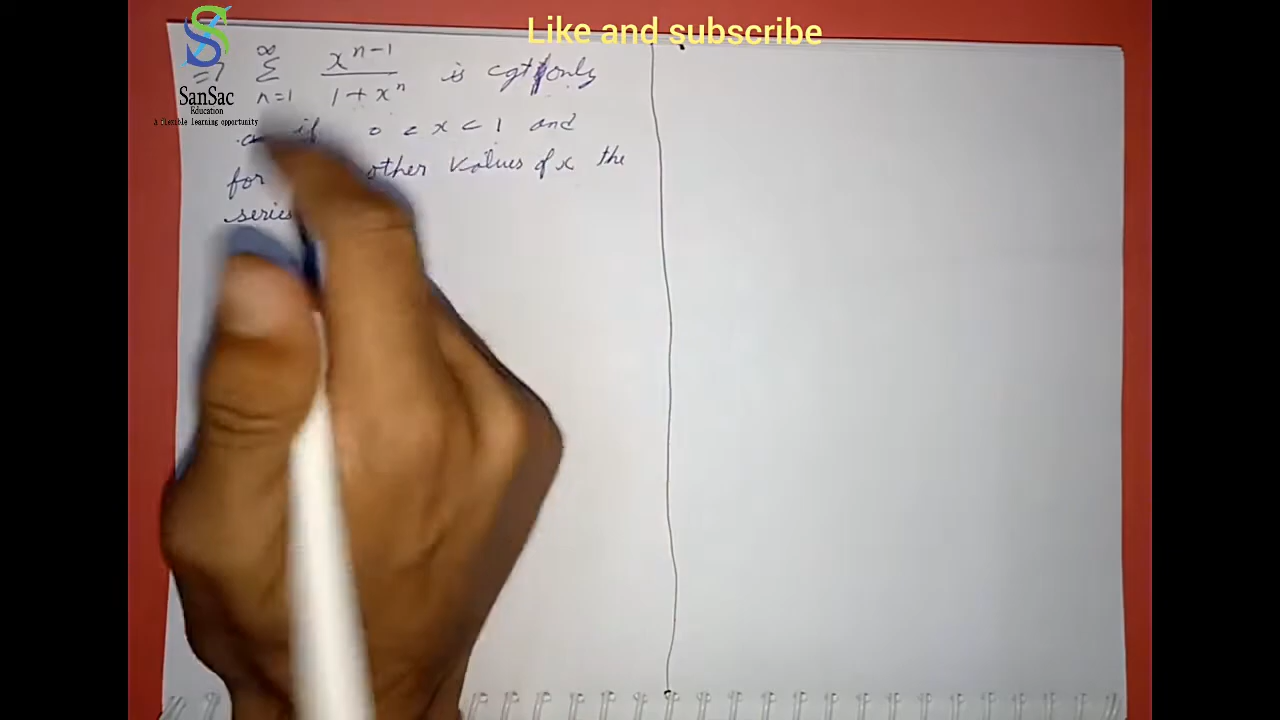 Like and subscribe
SanSac
Education
A flexible learning opportunity
=> ∞ Σ n=1 x^{n-1} / 1 + x^n is cgt only
if 0 < x < 1 and
for other values of x the
series